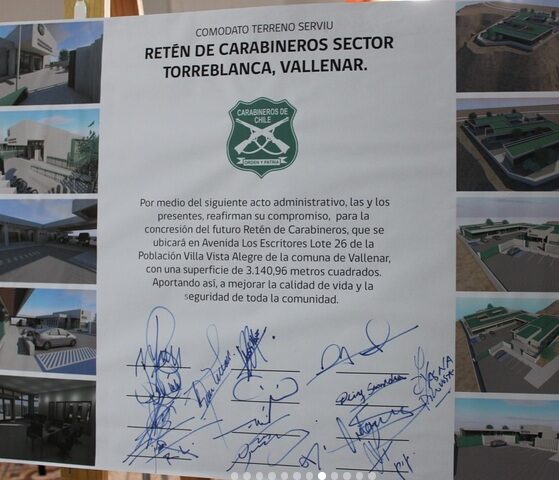 COMODATO TERRENO SERVIU
RETÉN DE CARABINEROS SECTOR
TORREBLANCA, VALLENAR.
CARABINEROS DE
CHILE
ORDEN Y PATRIA
Por medio del siguiente acto administrativo, las y los
presentes, reafirman su compromiso, para la
concresión del futuro Retén de Carabineros, que se
ubicará en Avenida Los Escritores Lote 26 de la
Población Villa Vista Alegre de la comuna de Vallenar,
con una superficie de 3.140,96 metros cuadrados.
Aportando así, a mejorar la calidad de vida y la
seguridad de toda la comunidad.